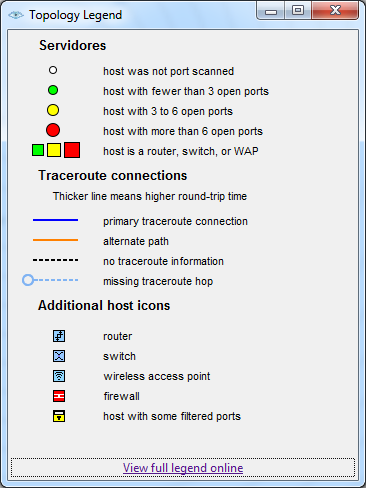 Topology Legend
Servidores
host was not port scanned
host with fewer than 3 open ports
host with 3 to 6 open ports
host with more than 6 open ports
host is a router, switch, or WAP
Traceroute connections
Thicker line means higher round-trip time
primary traceroute connection
alternate path
no traceroute information
missing traceroute hop
Additional host icons
router
switch
wireless access point
firewall
host with some filtered ports
View full legend online